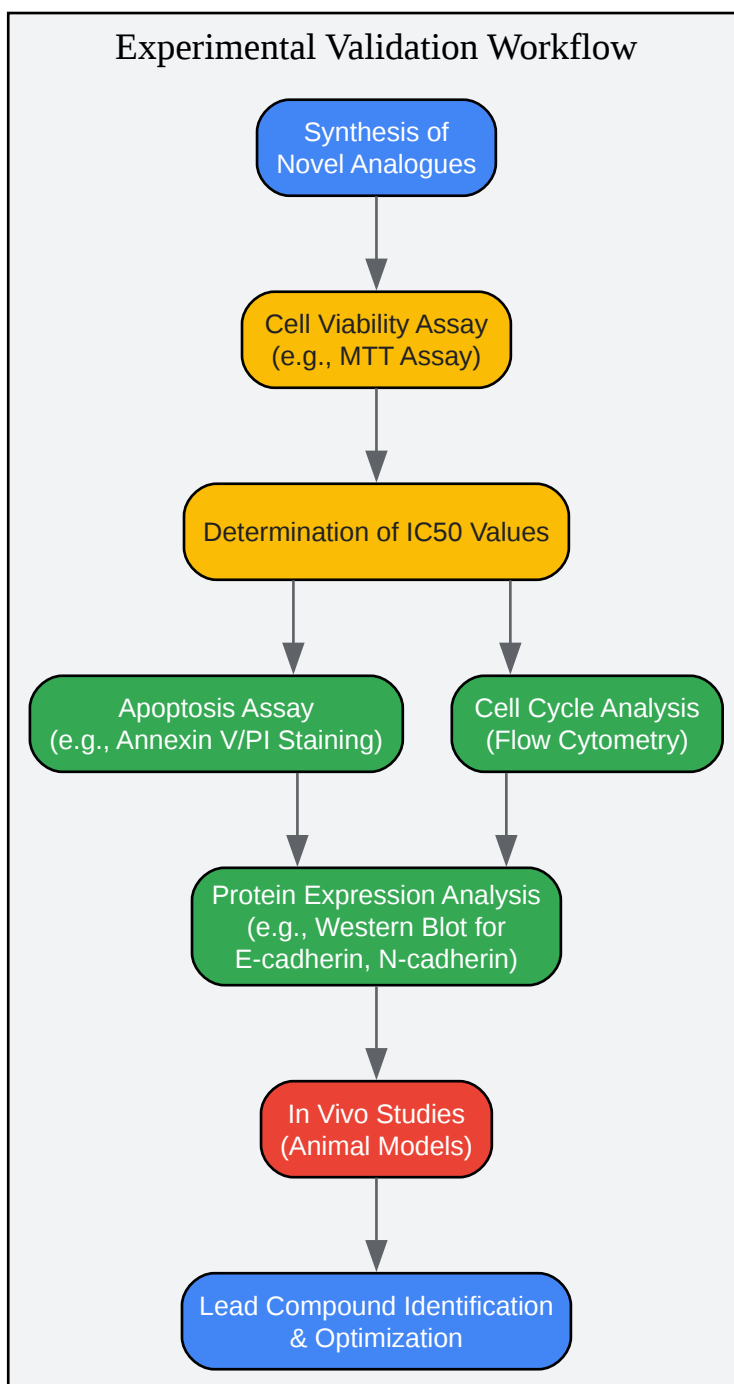 Experimental Validation Workflow
Synthesis of
Novel Analogues
Cell Viability Assay
(e.g., MTT Assay)
Determination of IC50 Values
Apoptosis Assay
(e.g., Annexin V/PI Staining)
Cell Cycle Analysis
(Flow Cytometry)
Protein Expression Analysis
(e.g., Western Blot for
E-cadherin, N-cadherin)
In Vivo Studies
(Animal Models)
Lead Compound Identification
& Optimization